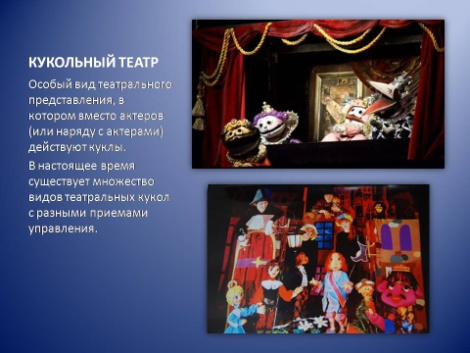 КУКОЛЬНЫЙ ТЕАТР
Особый вид театрального
представления, в
котором вместо актеров
(или наряду с актерами)
действуют куклы.
В настоящее время
существует множество
видов театральных кукол
с разными приемами
управления.